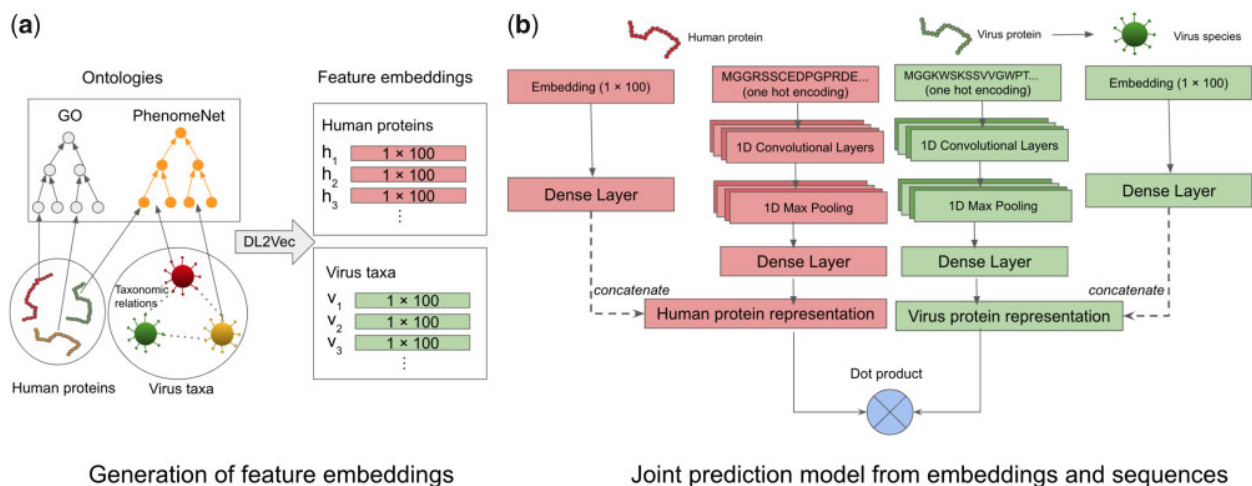 (a)
Ontologies
GO
PhenomeNet
Taxonomic
relations
Human proteins
Virus taxa
DL2Vec
Feature embeddings
Human proteins
h1 1 × 100
h2 1 × 100
h3 1 × 100
⋮
Virus taxa
v1 1 × 100
v2 1 × 100
v3 1 × 100
⋮
Generation of feature embeddings
(b)
Human protein
Virus protein
Virus species
Embedding (1 × 100)
MGGRSSCEDPGPRDE...
(one hot encoding)
MGGKWSKSSVVGWPT...
(one hot encoding)
Embedding (1 × 100)
1D Convolutional Layers
1D Convolutional Layers
Dense Layer
1D Max Pooling
1D Max Pooling
Dense Layer
Dense Layer
Dense Layer
concatenate
concatenate
Human protein representation
Virus protein representation
Dot product
Joint prediction model from embeddings and sequences